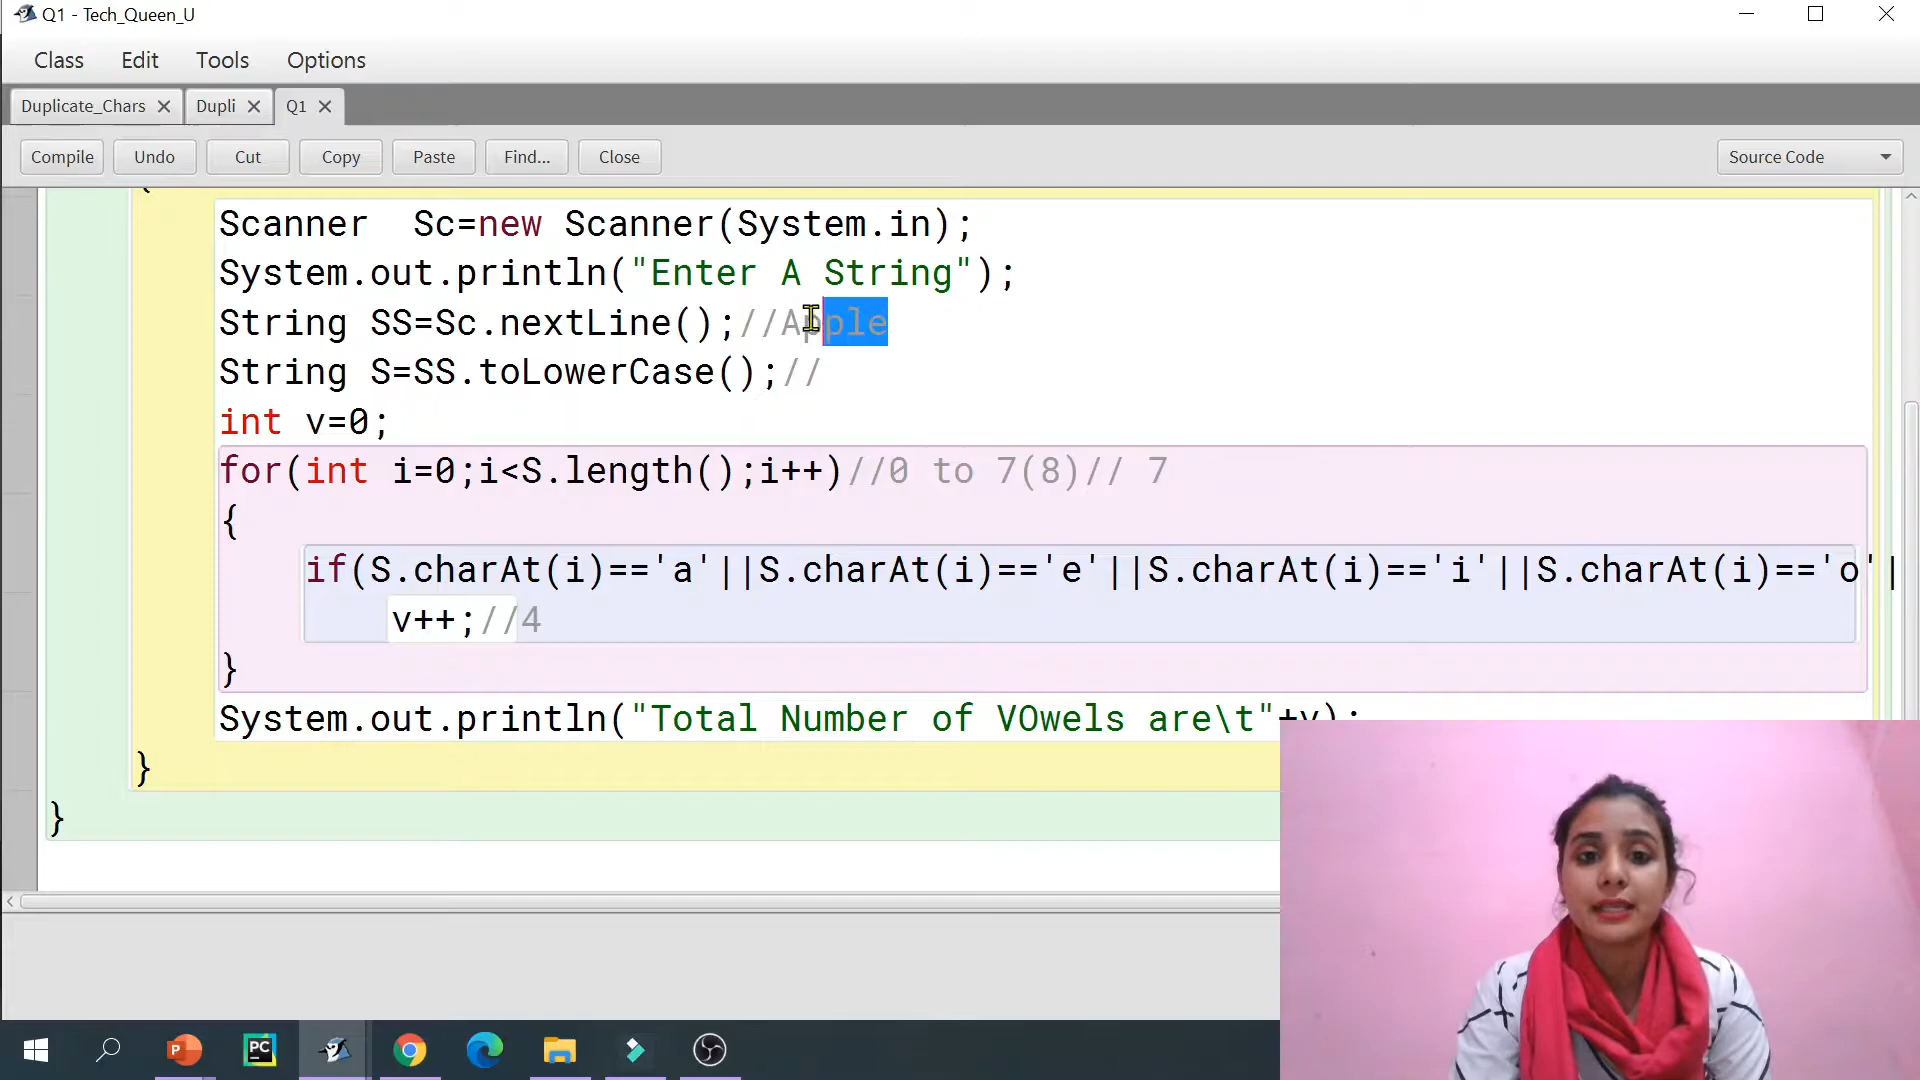 Q1 - Tech_Queen_U
Class Edit Tools Options
Duplicate_Chars Dupli Q1
Compile Undo Cut Copy Paste Find... Close Source Code
{
Scanner  Sc=new Scanner(System.in);
System.out.println("Enter A String");
String SS=Sc.nextLine();//Apple
String S=SS.toLowerCase();//
int v=0;
for(int i=0;i<S.length();i++)//0 to 7(8)// 7
{
if(S.charAt(i)=='a'||S.charAt(i)=='e'||S.charAt(i)=='i'||S.charAt(i)=='o'|
v++;//4
}
System.out.println("Total Number of VOwels are\t"+v);
}
}
P PC